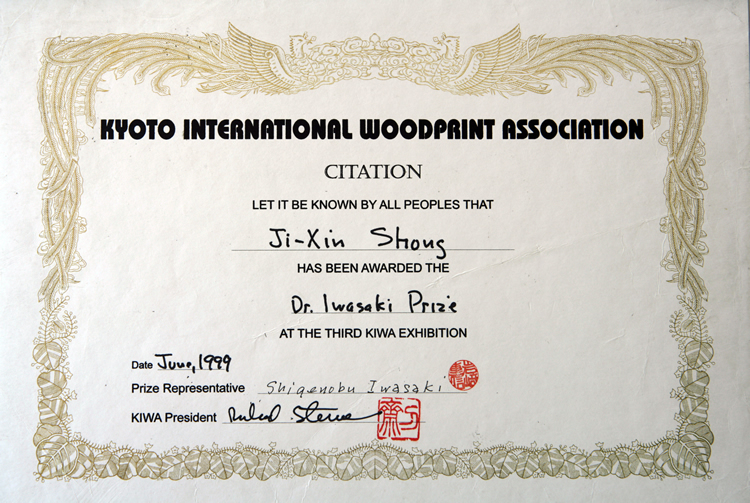 KYOTO INTERNATIONAL WOODPRINT ASSOCIATION
CITATION
LET IT BE KNOWN BY ALL PEOPLES THAT
Ji-Xin Shong
HAS BEEN AWARDED THE
Dr. Iwasaki Prize
AT THE THIRD KIWA EXHIBITION
Date June, 1999
Prize Representative Shigenobu Iwasaki
KIWA President